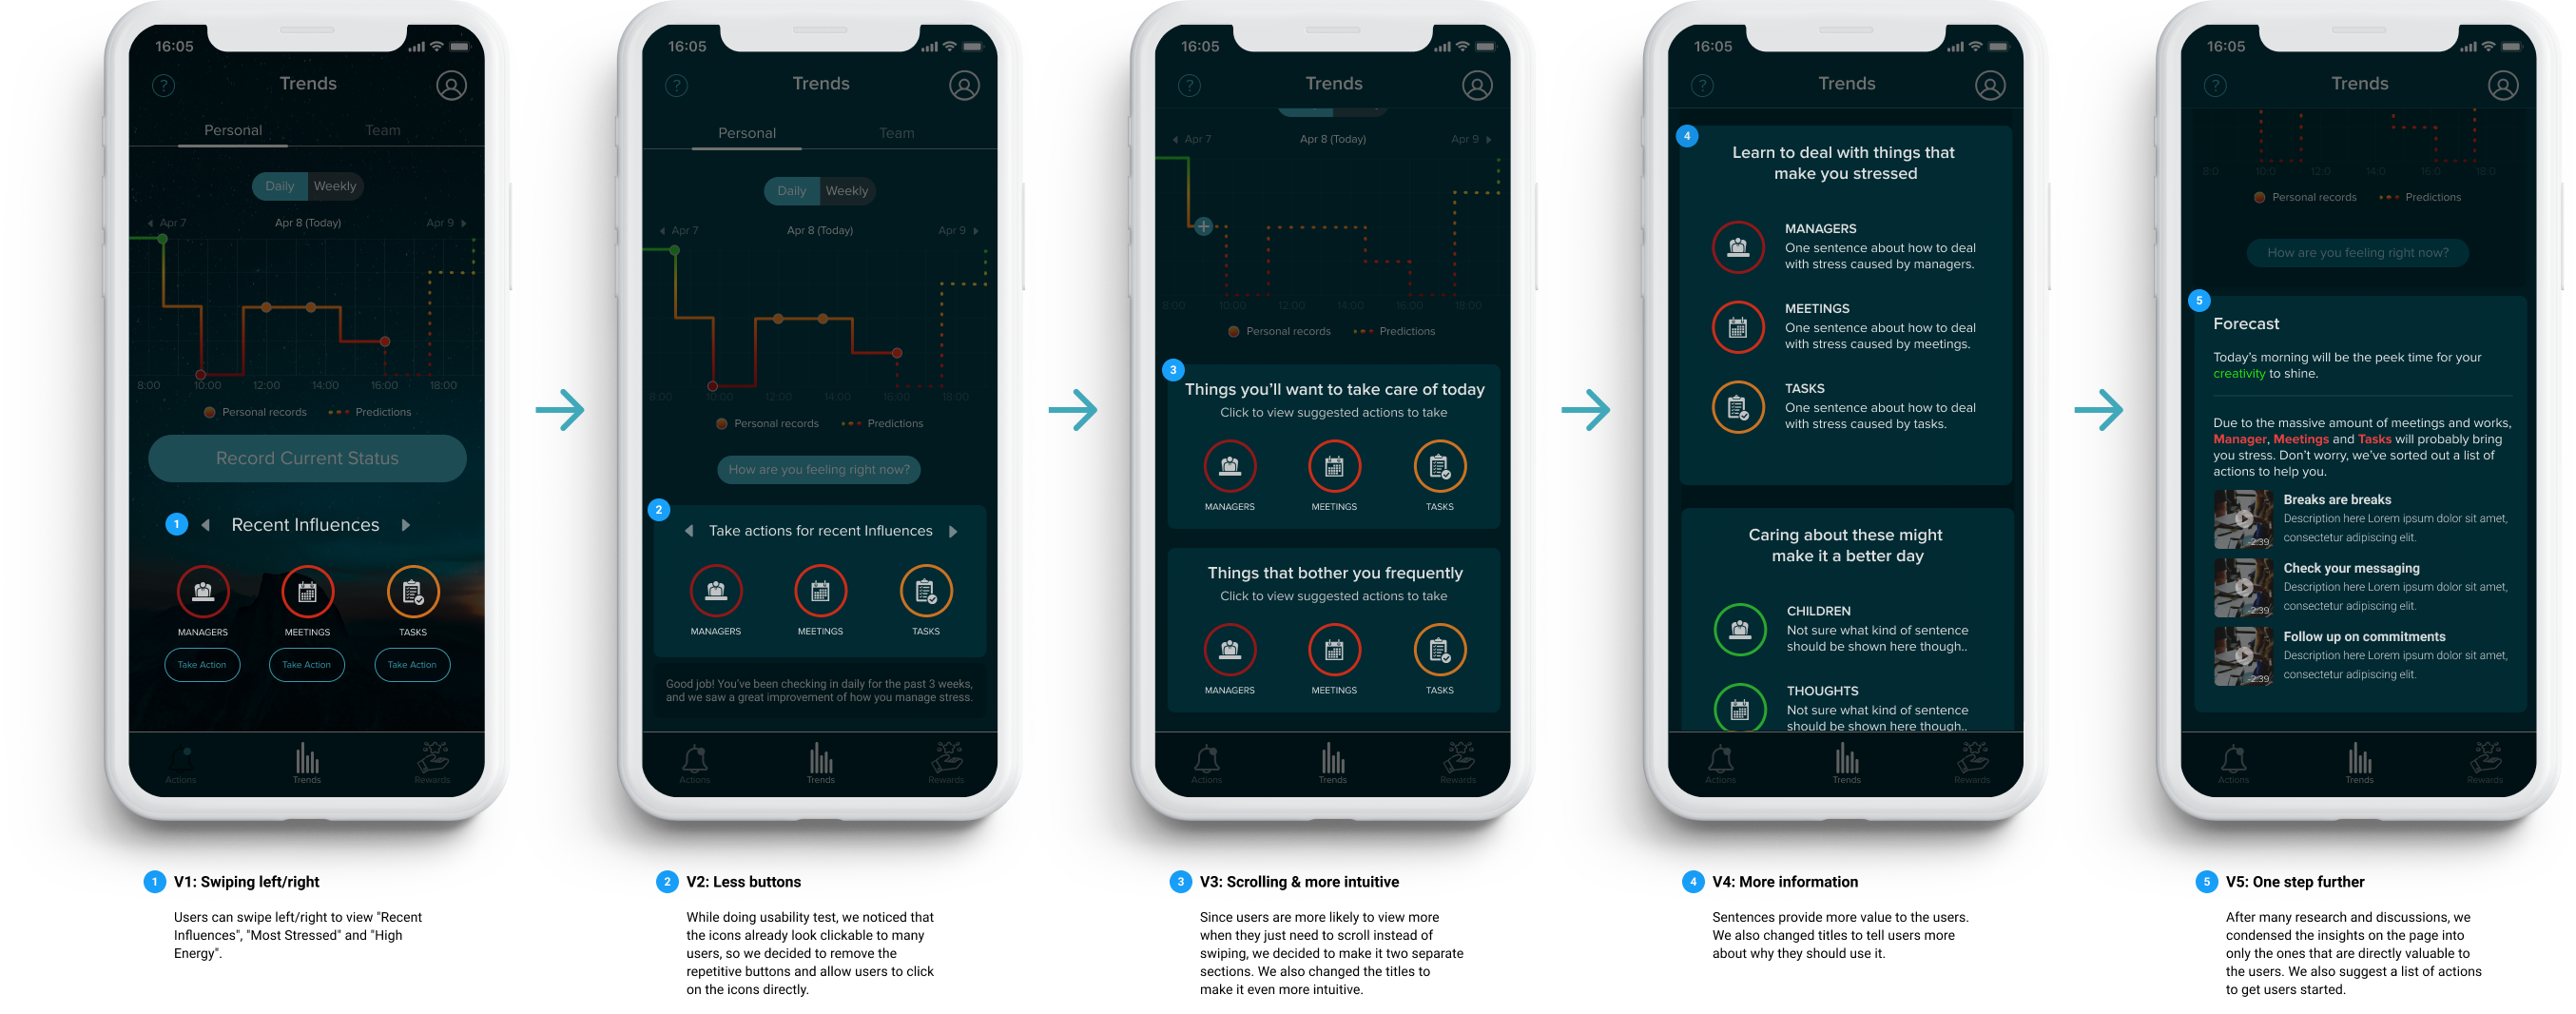 16:05
?
Trends
Personal
Team
Daily
Weekly
Apr 7
Apr 8 (Today)
Apr 9
8:00
10:00
12:00
14:00
16:00
18:00
Personal records
Predictions
Record Current Status
1
Recent Influences
MANAGERS
MEETINGS
TASKS
Take Action
Take Action
Take Action
Actions
Trends
Rewards
1
V1: Swiping left/right
Users can swipe left/right to view "Recent
Influences", "Most Stressed" and "High
Energy".
16:05
?
Trends
Personal
Team
Daily
Weekly
Apr 7
Apr 8 (Today)
Apr 9
8:00
10:00
12:00
14:00
16:00
18:00
Personal records
Predictions
How are you feeling right now?
2
Take actions for recent Influences
MANAGERS
MEETINGS
TASKS
Good job! You've been checking in daily for the past 3 weeks,
and we saw a great improvement of how you manage stress.
Actions
Trends
Rewards
2
V2: Less buttons
While doing usability test, we noticed that
the icons already look clickable to many
users, so we decided to remove the
repetitive buttons and allow users to click
on the icons directly.
16:05
?
Trends
Apr 7
Apr 8 (Today)
Apr 9
8:00
10:00
12:00
14:00
16:00
18:00
Personal records
Predictions
3
Things you'll want to take care of today
Click to view suggested actions to take
MANAGERS
MEETINGS
TASKS
Things that bother you frequently
Click to view suggested actions to take
MANAGERS
MEETINGS
TASKS
Actions
Trends
Rewards
3
V3: Scrolling & more intuitive
Since users are more likely to view more
when they just need to scroll instead of
swiping, we decided to make it two separate
sections. We also changed the titles to
make it even more intuitive.
16:05
?
Trends
4
Learn to deal with things that
make you stressed
MANAGERS
One sentence about how to deal
with stress caused by managers.
MEETINGS
One sentence about how to deal
with stress caused by meetings.
TASKS
One sentence about how to deal
with stress caused by tasks.
Caring about these might
make it a better day
CHILDREN
Not sure what kind of sentence
should be shown here though..
THOUGHTS
Not sure what kind of sentence
should be shown here though..
Actions
Trends
Rewards
4
V4: More information
Sentences provide more value to the users.
We also changed titles to tell users more
about why they should use it.
16:05
?
Trends
8:0
10:0
12:0
14:0
16:0
18:0
Personal records
Predictions
How are you feeling right now?
5
Forecast
Today's morning will be the peek time for your
creativity to shine.
Due to the massive amount of meetings and works,
Manager, Meetings and Tasks will probably bring
you stress. Don't worry, we've sorted out a list of
actions to help you.
Breaks are breaks
Description here Lorem ipsum dolor sit amet,
consectetur adipiscing elit.
-2:39
Check your messaging
Description here Lorem ipsum dolor sit amet,
consectetur adipiscing elit.
-2:39
Follow up on commitments
Description here Lorem ipsum dolor sit amet,
consectetur adipiscing elit.
-2:39
Actions
Trends
Rewards
5
V5: One step further
After many research and discussions, we
condensed the insights on the page into
only the ones that are directly valuable to
the users. We also suggest a list of actions
to get users started.